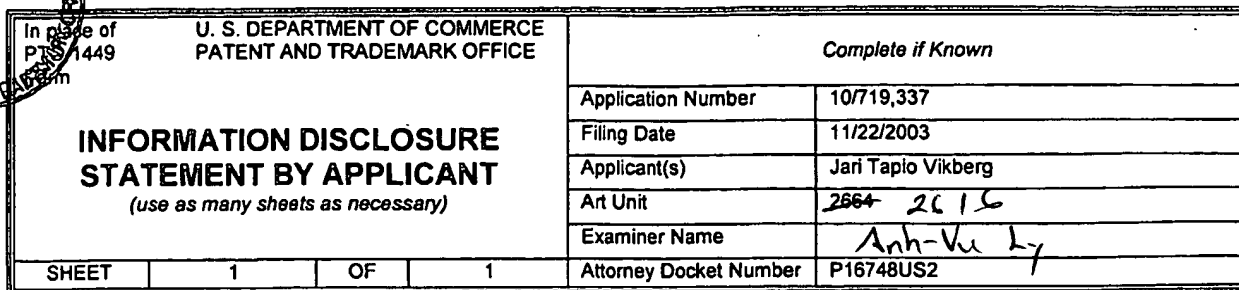 In place of U. S. DEPARTMENT OF COMMERCE
PTO 1449 PATENT AND TRADEMARK OFFICE
Form
INFORMATION DISCLOSURE
STATEMENT BY APPLICANT
(use as many sheets as necessary)
SHEET 1 OF 1
Complete if Known
Application Number 10/719,337
Filing Date 11/22/2003
Applicant(s) Jari Tapio Vikberg
Art Unit 2664 2616
Examiner Name Anh-Vu Ly
Attorney Docket Number P16748US2